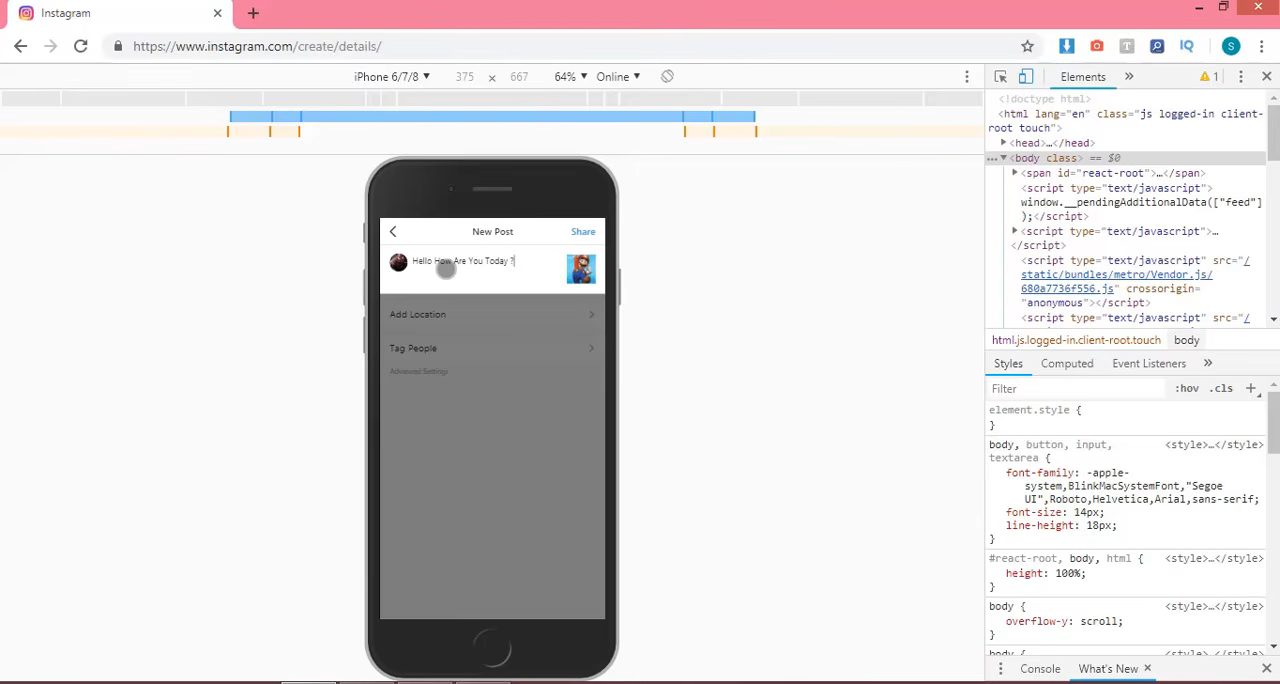 Instagram
https://www.instagram.com/create/details/
T
IQ
S
iPhone 6/7/8 ▼ 375 × 667 64% ▼ Online ▼
Elements » 1
New Post
Share
Hello How Are You Today ?
Add Location
Tag People
Advanced Settings
<!doctype html>
<html lang="en" class="js logged-in client-
root touch">
<head>…</head>
<body class> == $0
<span id="react-root">…</span>
<script type="text/javascript">
window.__pendingAdditionalData(["feed"]
);</script>
<script type="text/javascript">…
</script>
<script type="text/javascript" src="/
static/bundles/metro/Vendor.js/
680a7736f556.js" crossorigin=
"anonymous"></script>
<script type="text/javascript" src="/
html.js.logged-in.client-root.touch body
Styles Computed Event Listeners »
Filter :hov .cls +
element.style {
}
body, button, input, <style>…</style>
textarea {
font-family: -apple-
system,BlinkMacSystemFont,"Segoe
UI",Roboto,Helvetica,Arial,sans-serif;
font-size: 14px;
line-height: 18px;
}
#react-root, body, html { <style>…</style>
height: 100%;
}
body { <style>…</style>
overflow-y: scroll;
}
body { <style>…</style>
Console What's New ×